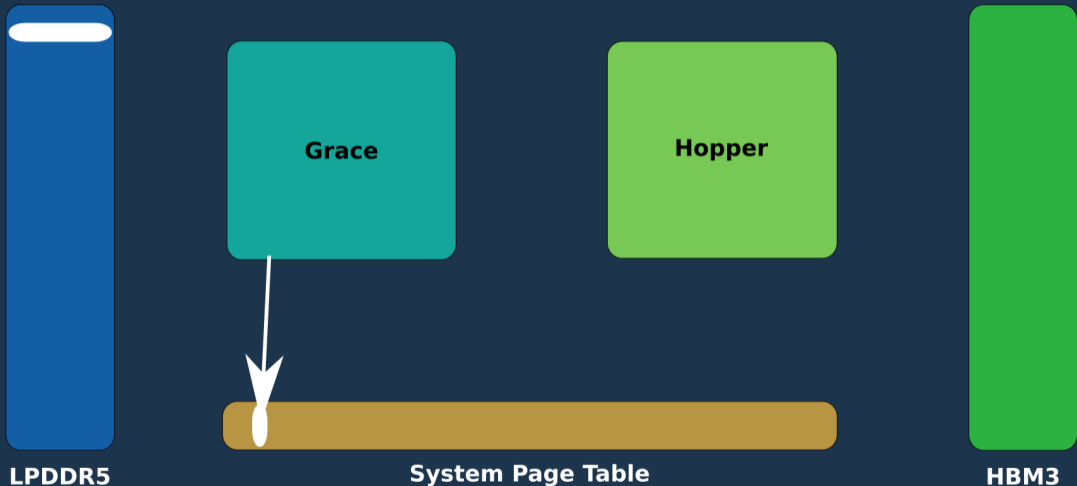 Grace
Hopper
LPDDR5
System Page Table
HBM3